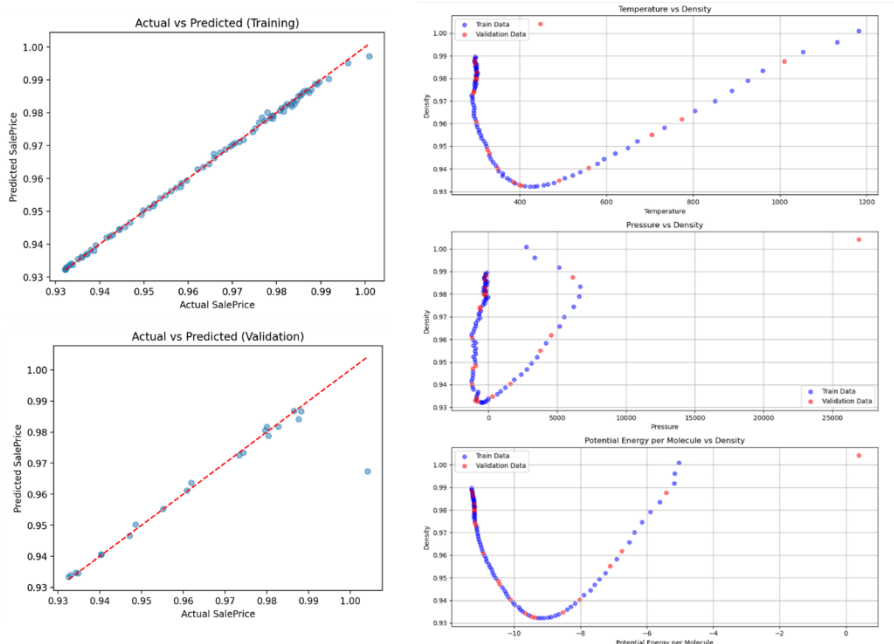 Actual vs Predicted (Training)
1.00
0.99
0.98
0.97
0.96
0.95
0.94
0.93
Predicted SalePrice
0.93 0.94 0.95 0.96 0.97 0.98 0.99 1.00
Actual SalePrice
Actual vs Predicted (Validation)
1.00
0.99
0.98
0.97
0.96
0.95
0.94
0.93
Predicted SalePrice
0.93 0.94 0.95 0.96 0.97 0.98 0.99 1.00
Actual SalePrice
Temperature vs Density
Train Data
Validation Data
1.00
0.99
0.98
0.97
0.96
0.95
0.94
0.93
Density
400 600 800 1000 1200
Temperature
Pressure vs Density
1.00
0.99
0.98
0.97
0.96
0.95
0.94
0.93
Density
Train Data
Validation Data
0 5000 10000 15000 20000 25000
Pressure
Potential Energy per Molecule vs Density
Train Data
Validation Data
1.00
0.99
0.98
0.97
0.96
0.95
0.94
0.93
Density
−10 −8 −6 −4 −2 0
Potential Energy per Molecule